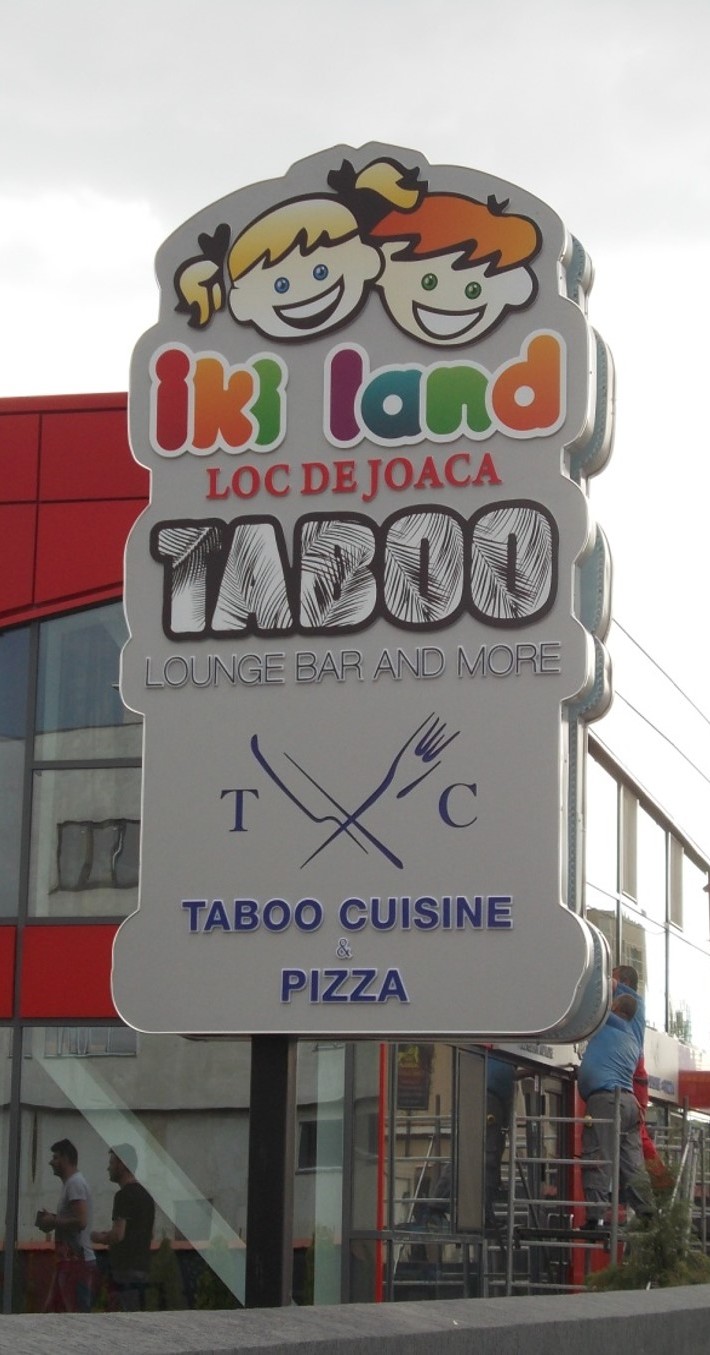 iki land
LOC DE JOACA
TABOO
LOUNGE BAR AND MORE
T C
TABOO CUISINE
&
PIZZA